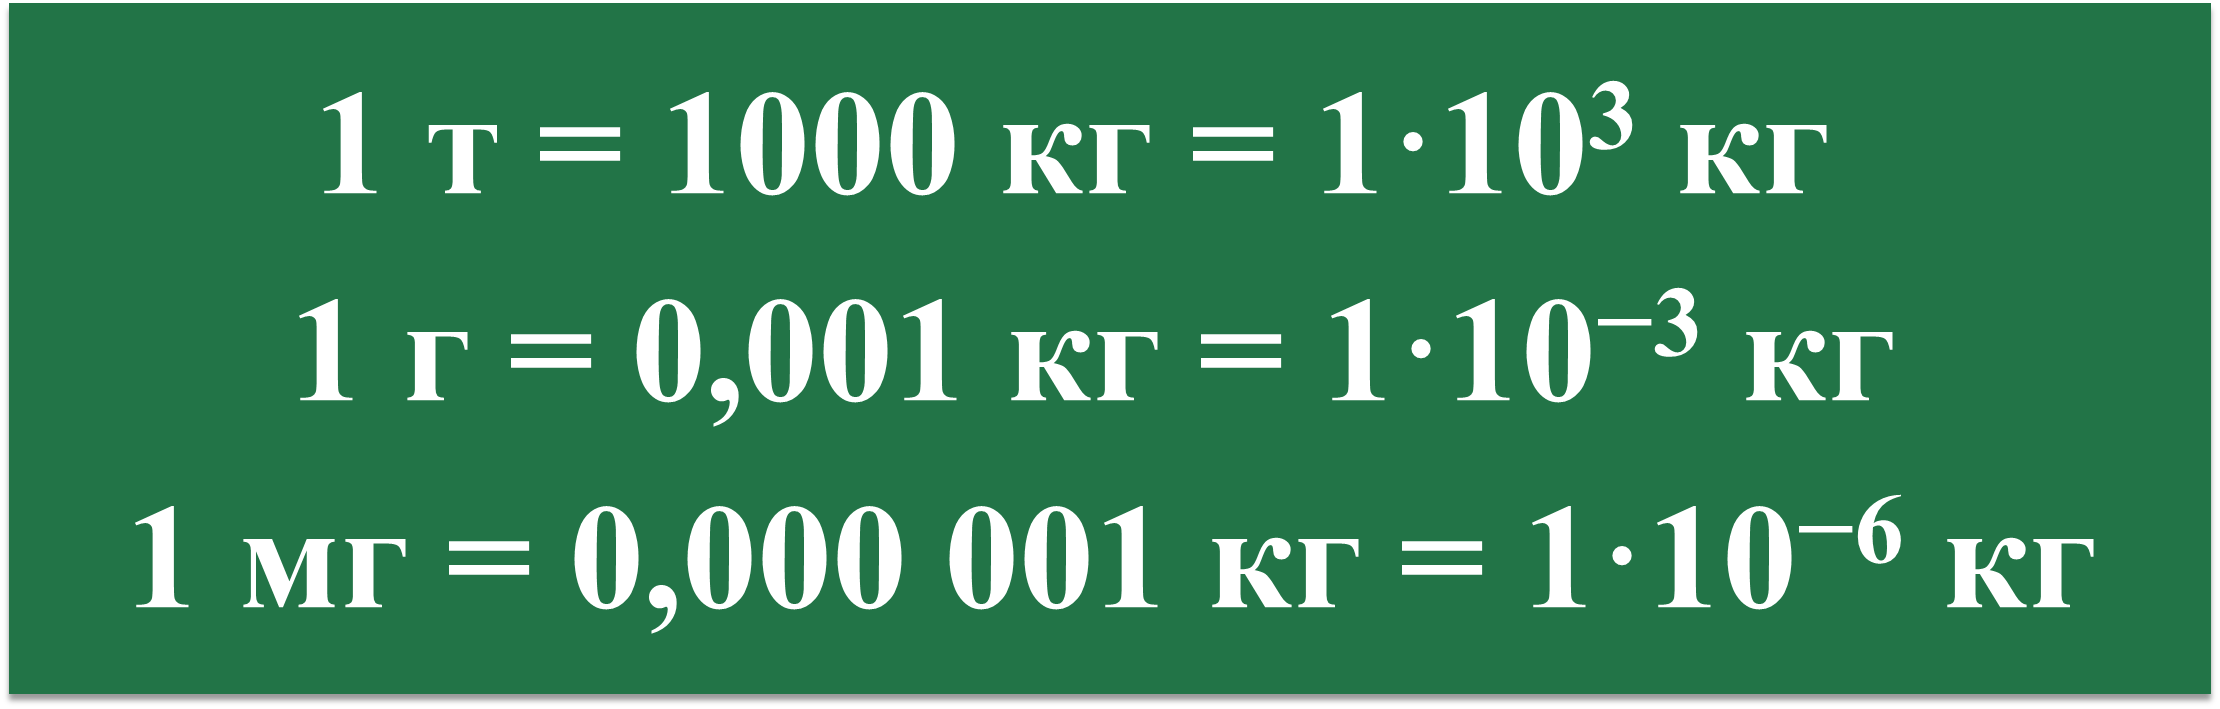 1 т = 1000 кг = 1·10³ кг
1 г = 0,001 кг = 1·10⁻³ кг
1 мг = 0,000 001 кг = 1·10⁻⁶ кг